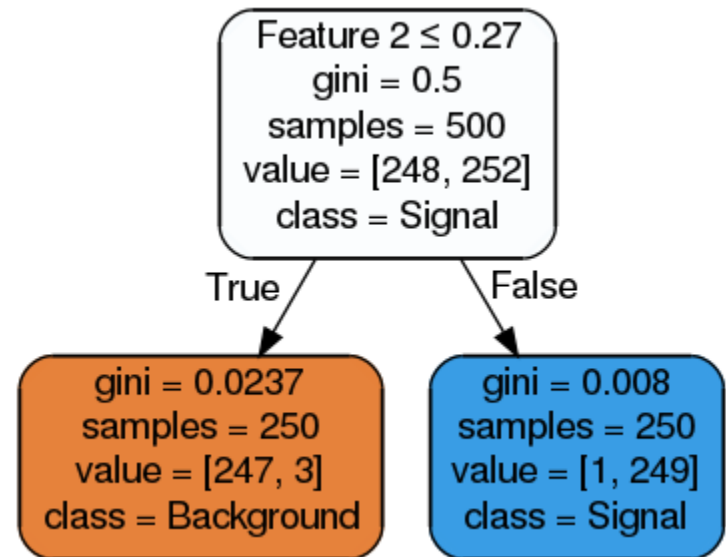 Feature 2 ≤ 0.27
gini = 0.5
samples = 500
value = [248, 252]
class = Signal
True
False
gini = 0.0237
samples = 250
value = [247, 3]
class = Background
gini = 0.008
samples = 250
value = [1, 249]
class = Signal